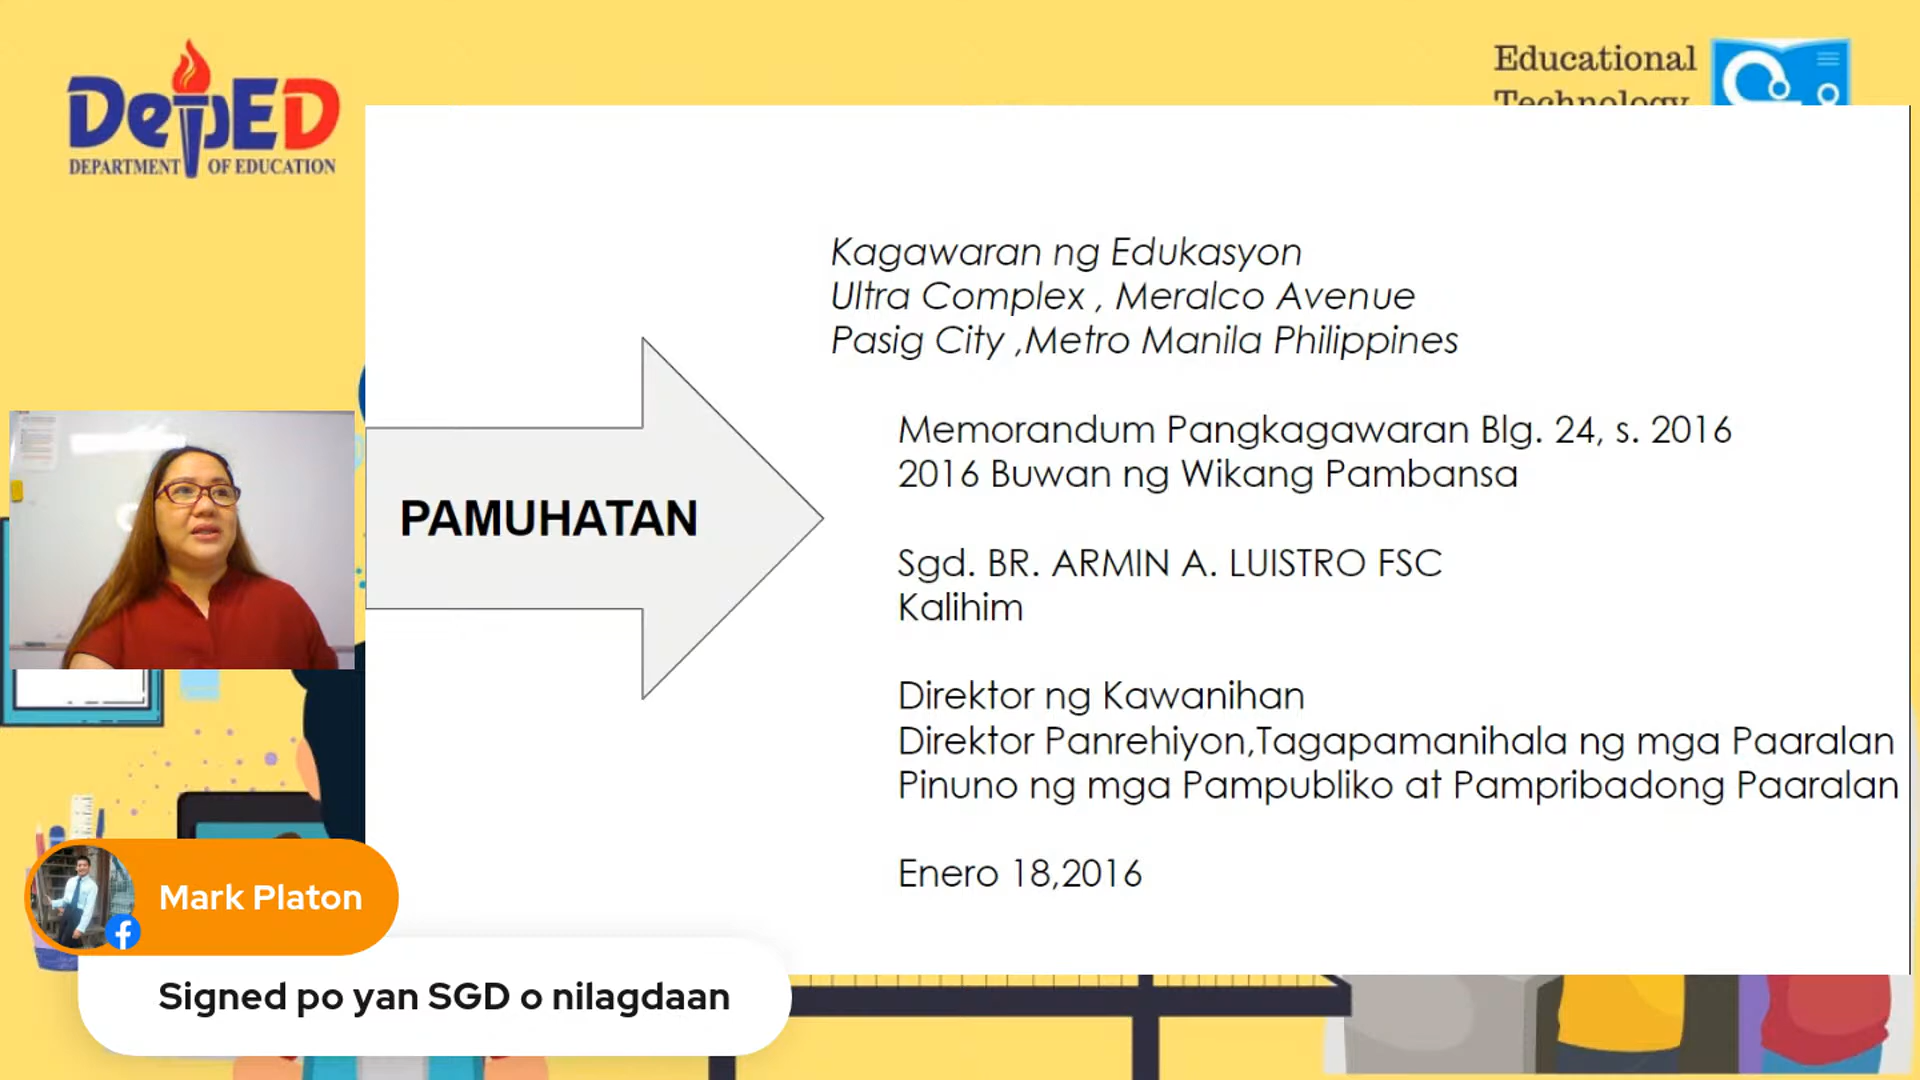 DepED
DEPARTMENT OF EDUCATION
Educational
Technology
Kagawaran ng Edukasyon
Ultra Complex , Meralco Avenue
Pasig City ,Metro Manila Philippines
Memorandum Pangkagawaran Blg. 24, s. 2016
2016 Buwan ng Wikang Pambansa
PAMUHATAN
Sgd. BR. ARMIN A. LUISTRO FSC
Kalihim
Direktor ng Kawanihan
Direktor Panrehiyon,Tagapamanihala ng mga Paaralan
Pinuno ng mga Pampubliko at Pampribadong Paaralan
Enero 18,2016
Mark Platon
Signed po yan SGD o nilagdaan